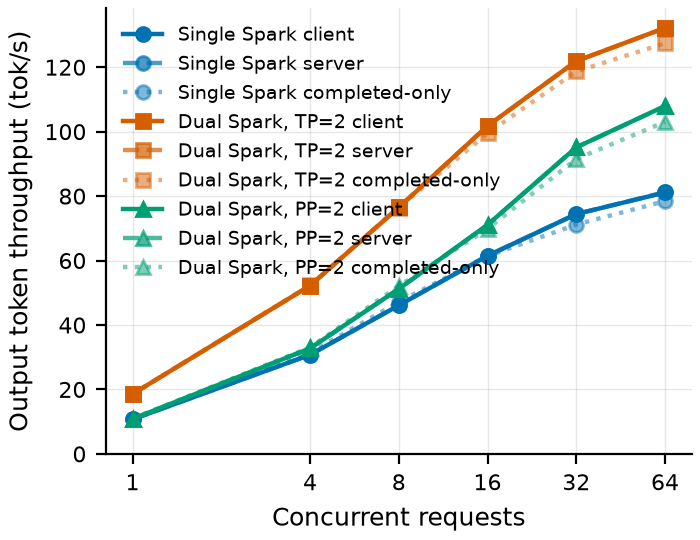 Output token throughput (tok/s)
120
100
80
60
40
20
0
Single Spark client
Single Spark server
Single Spark completed-only
Dual Spark, TP=2 client
Dual Spark, TP=2 server
Dual Spark, TP=2 completed-only
Dual Spark, PP=2 client
Dual Spark, PP=2 server
Dual Spark, PP=2 completed-only
1 4 8 16 32 64
Concurrent requests